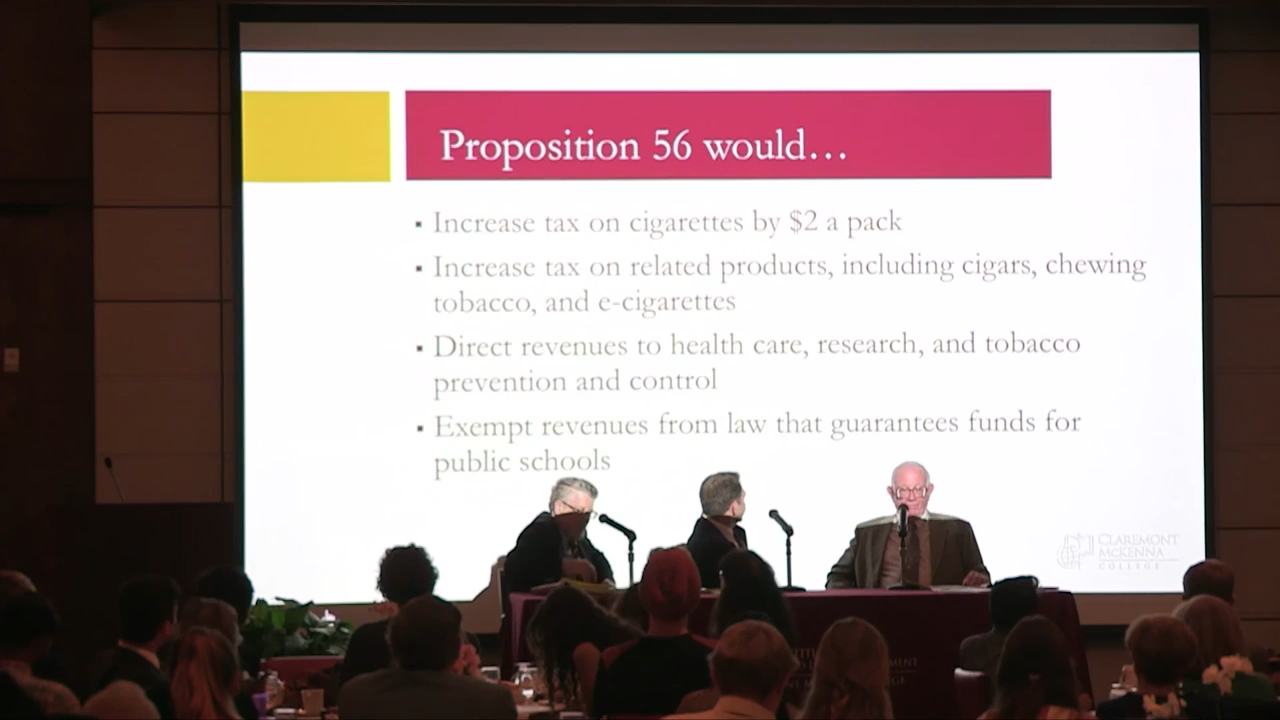 Proposition 56 would…
▪ Increase tax on cigarettes by $2 a pack
▪ Increase tax on related products, including cigars, chewing
tobacco, and e-cigarettes
▪ Direct revenues to health care, research, and tobacco
prevention and control
▪ Exempt revenues from law that guarantees funds for
public schools
CLAREMONT
MCKENNA
COLLEGE